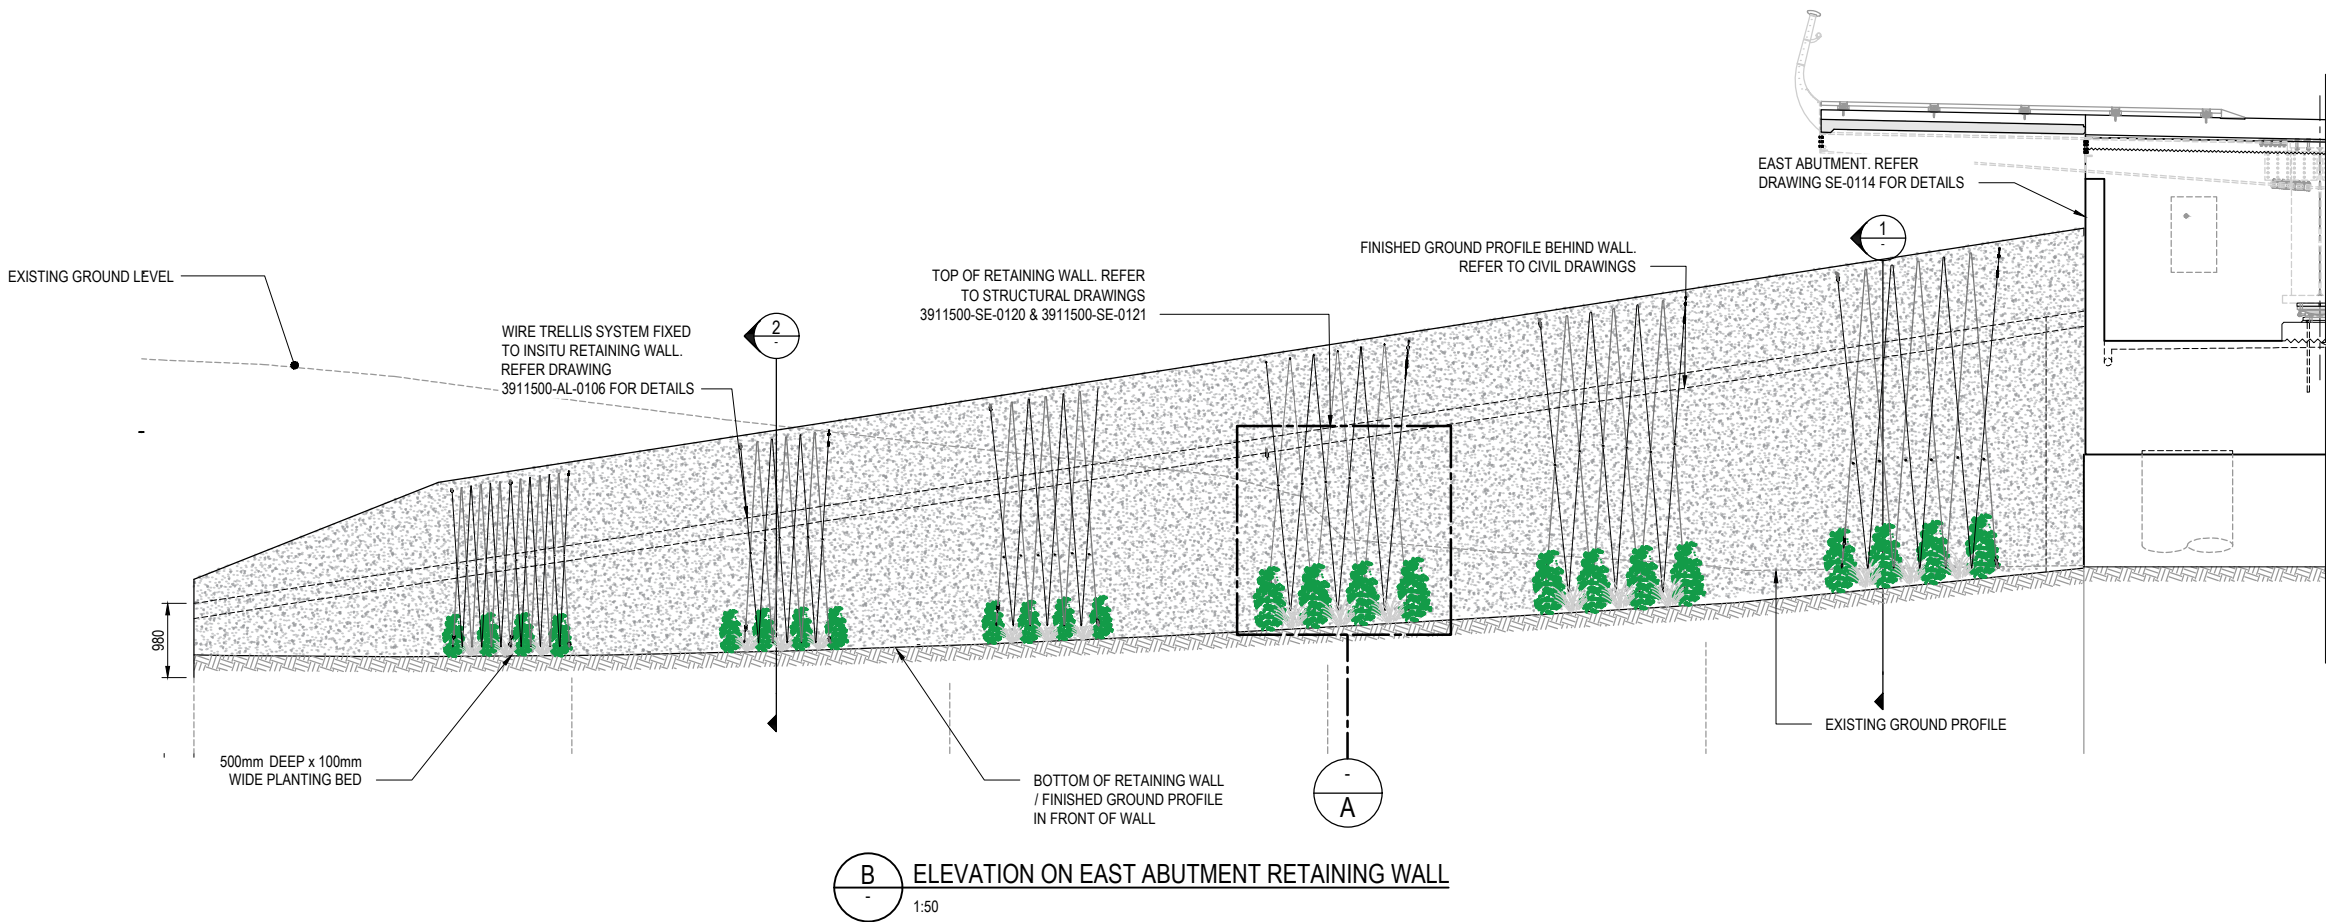 EAST ABUTMENT. REFER
DRAWING SE-0114 FOR DETAILS
1
-
FINISHED GROUND PROFILE BEHIND WALL.
REFER TO CIVIL DRAWINGS
EXISTING GROUND LEVEL
TOP OF RETAINING WALL. REFER
TO STRUCTURAL DRAWINGS
3911500-SE-0120 & 3911500-SE-0121
WIRE TRELLIS SYSTEM FIXED
TO INSITU RETAINING WALL.
REFER DRAWING
3911500-AL-0106 FOR DETAILS
2
-
980
500mm DEEP x 100mm
WIDE PLANTING BED
BOTTOM OF RETAINING WALL
/ FINISHED GROUND PROFILE
IN FRONT OF WALL
-
A
EXISTING GROUND PROFILE
B
-
ELEVATION ON EAST ABUTMENT RETAINING WALL
1:50